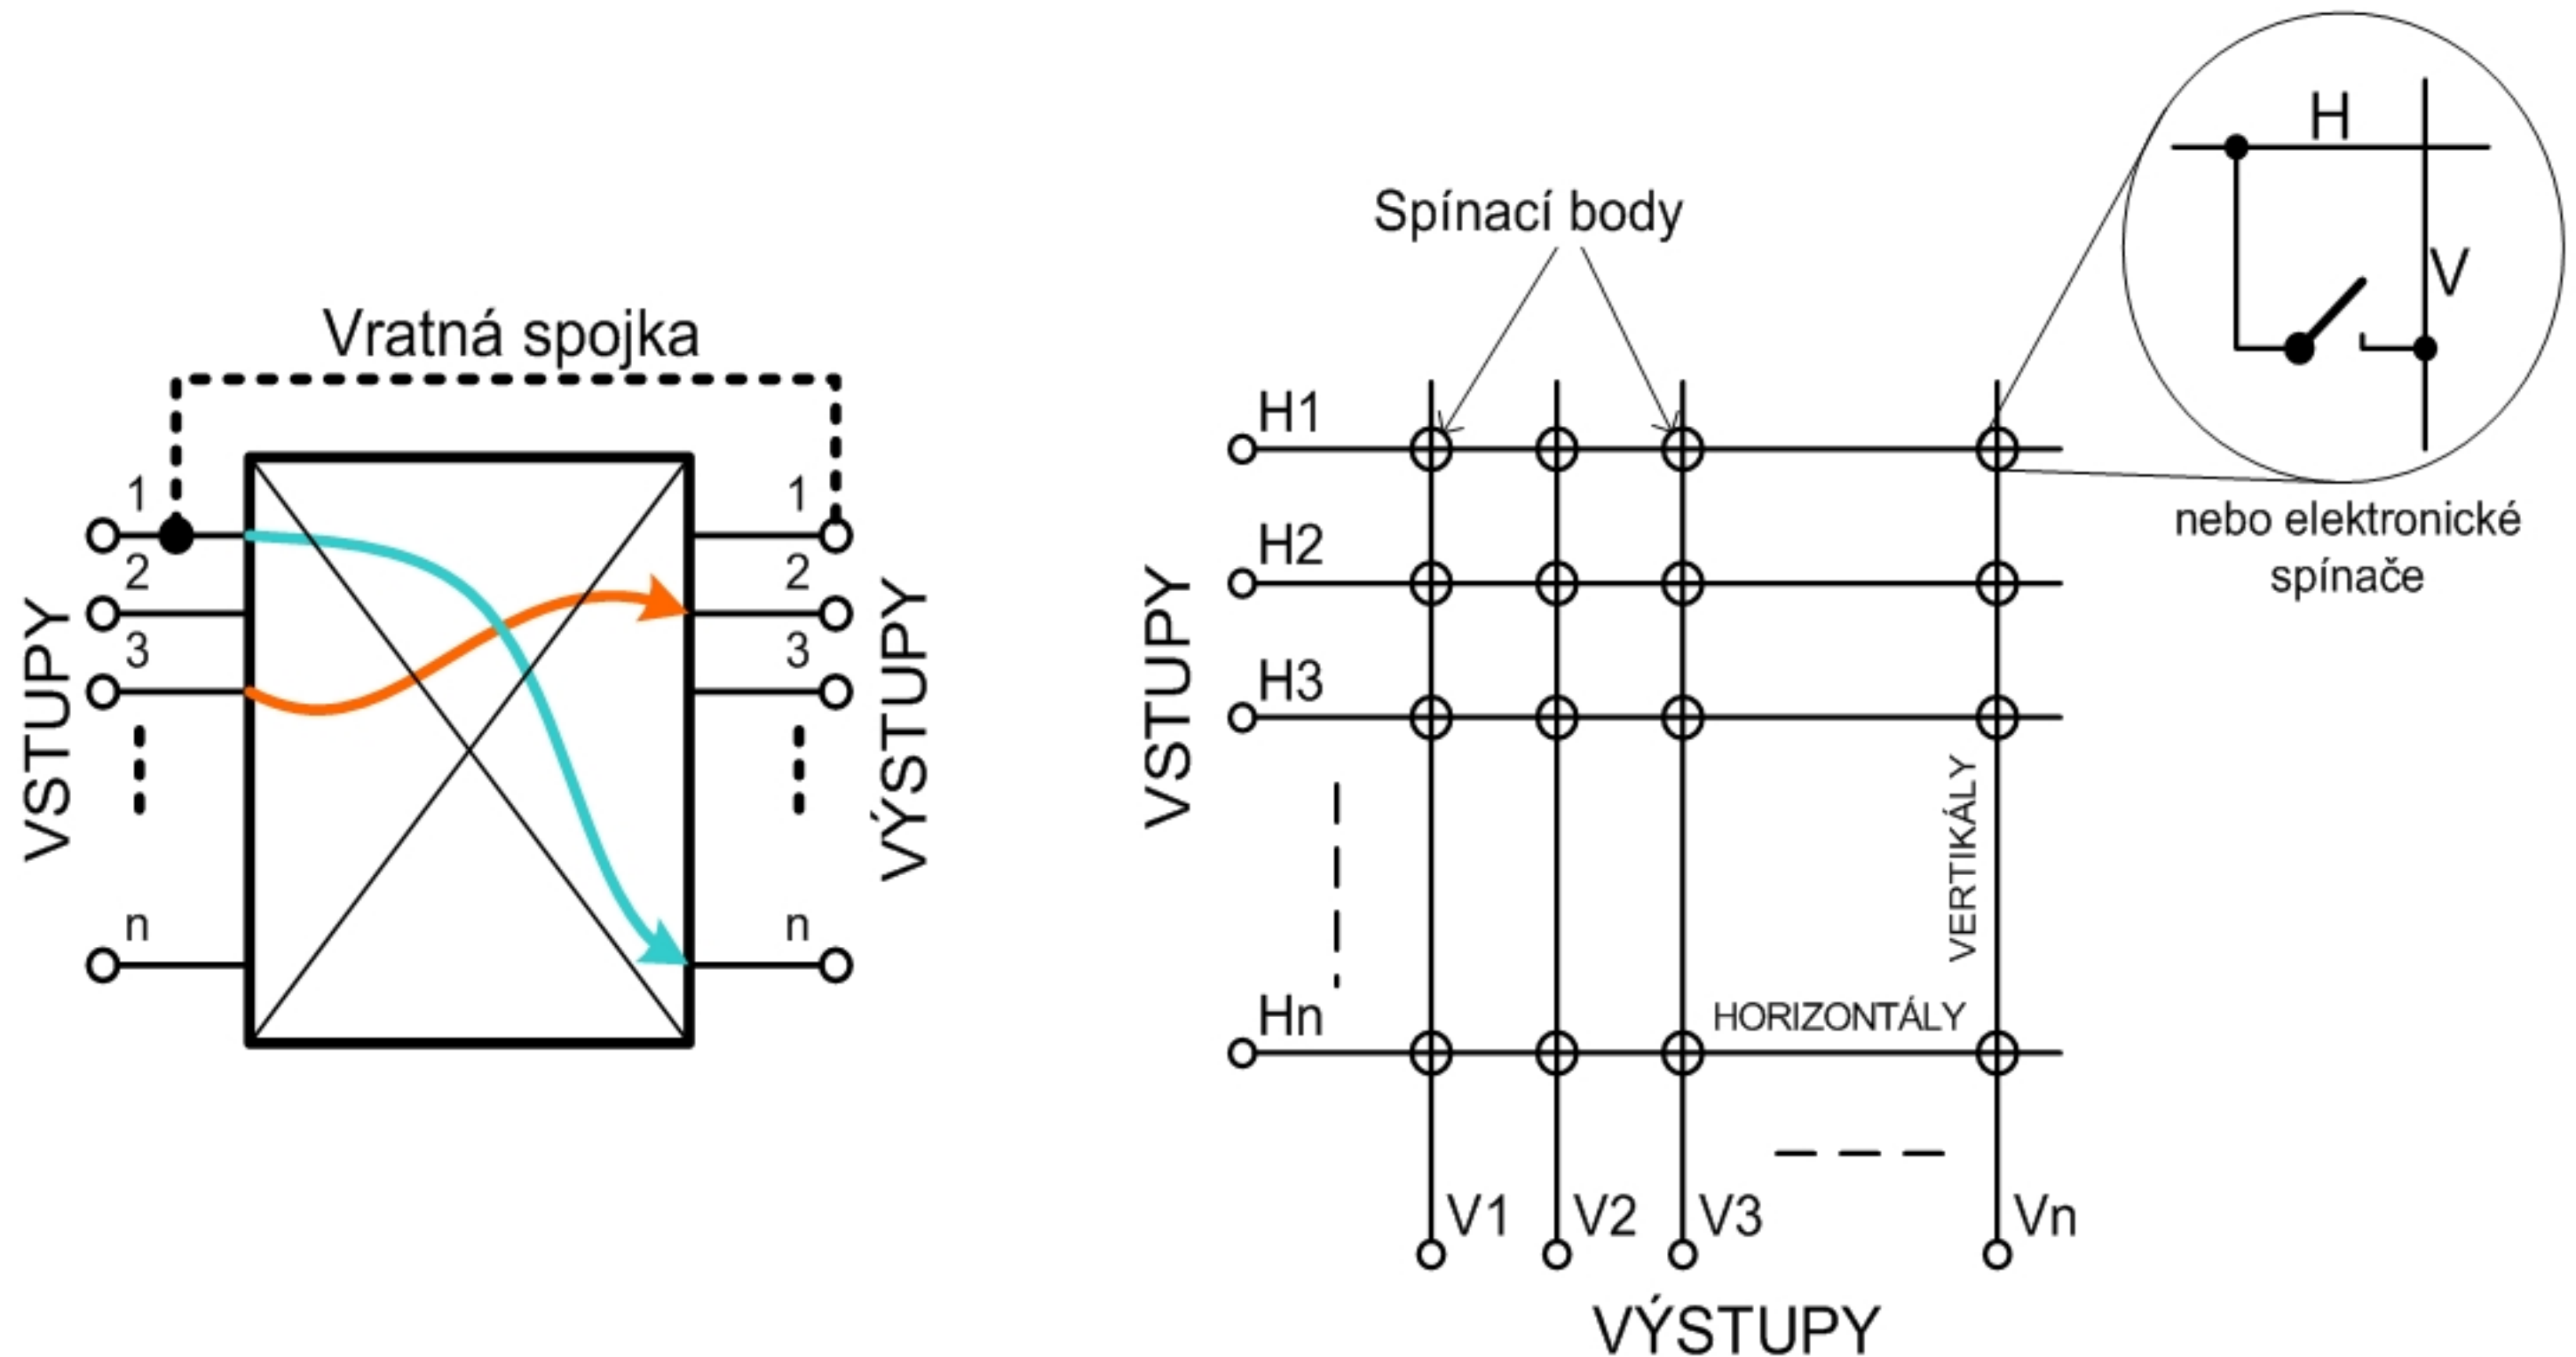 Vratná spojka
VSTUPY
1
2
3
n
1
2
3
n
VÝSTUPY
Spínací body
H
V
nebo elektronické
spínače
VSTUPY
H1
H2
H3
Hn
VERTIKÁLY
HORIZONTÁLY
V1 V2 V3 Vn
VÝSTUPY